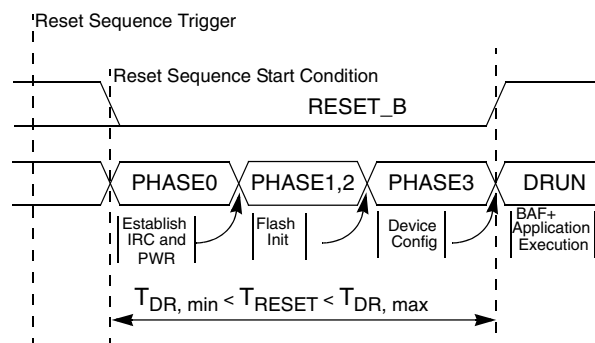 Reset Sequence Trigger
Reset Sequence Start Condition
RESET_B
PHASE0 PHASE1,2 PHASE3 DRUN
Establish IRC and PWR
Flash Init
Device Config
BAF+ Application Execution
TDR, min < TRESET < TDR, max